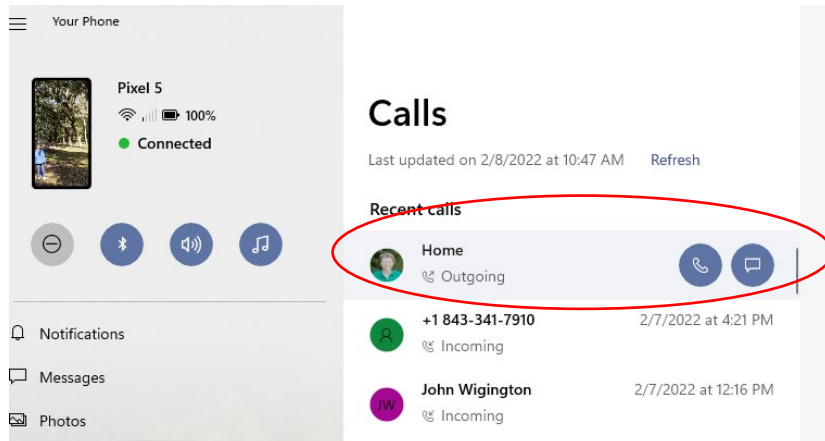 Your Phone
Pixel 5
100%
Connected
Notifications
Messages
Photos
Calls
Last updated on 2/8/2022 at 10:47 AM Refresh
Recent calls
Home
Outgoing
+1 843-341-7910 2/7/2022 at 4:21 PM
Incoming
JW
John Wigington 2/7/2022 at 12:16 PM
Incoming